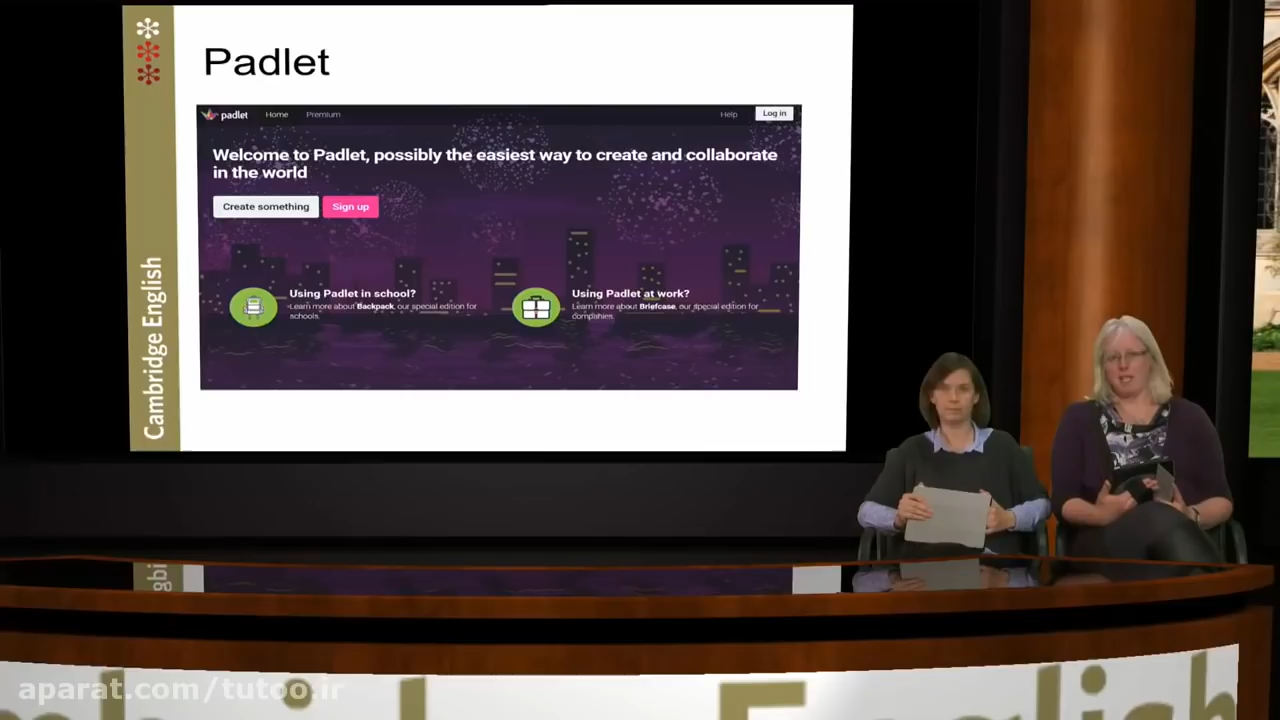 Padlet
padlet Home Premium Help Log in
Welcome to Padlet, possibly the easiest way to create and collaborate
in the world
Create something Sign up
Using Padlet in school?
Learn more about Backpack, our special edition for
schools.
Using Padlet at work?
Learn more about Briefcase, our special edition for
companies.
Cambridge English
English
aparat.com/tutoo.ir